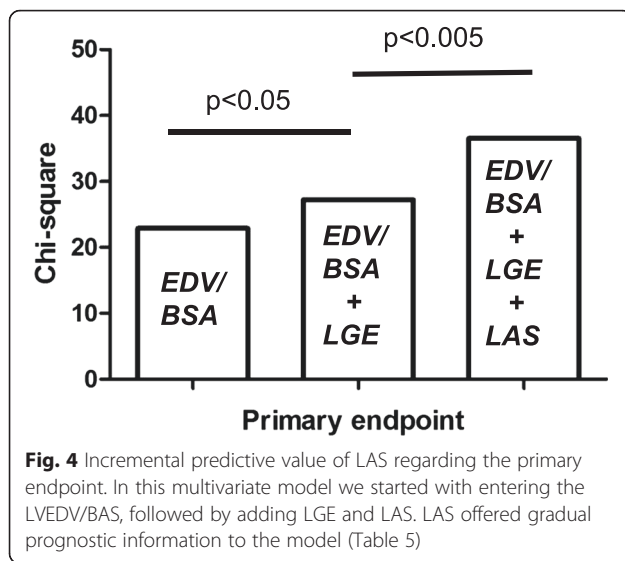 p<0.005
p<0.05
50
40
30
20
10
0
Chi-square
EDV/
BSA
EDV/
BSA
+
LGE
EDV/
BSA
+
LGE
+
LAS
Primary endpoint
Fig. 4 Incremental predictive value of LAS regarding the primary
endpoint. In this multivariate model we started with entering the
LVEDV/BAS, followed by adding LGE and LAS. LAS offered gradual
prognostic information to the model (Table 5)